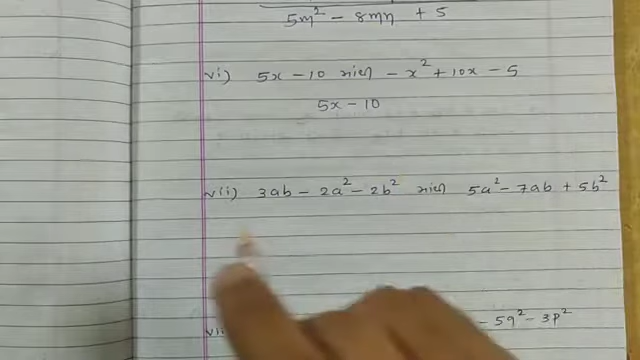 5m² − 8mn + 5
vi) 5x − 10 − x² + 10x − 5
5x − 10
vii) 3ab − 2a² − 2b² 5a² − 7ab + 5b²
− 5q² − 3p²